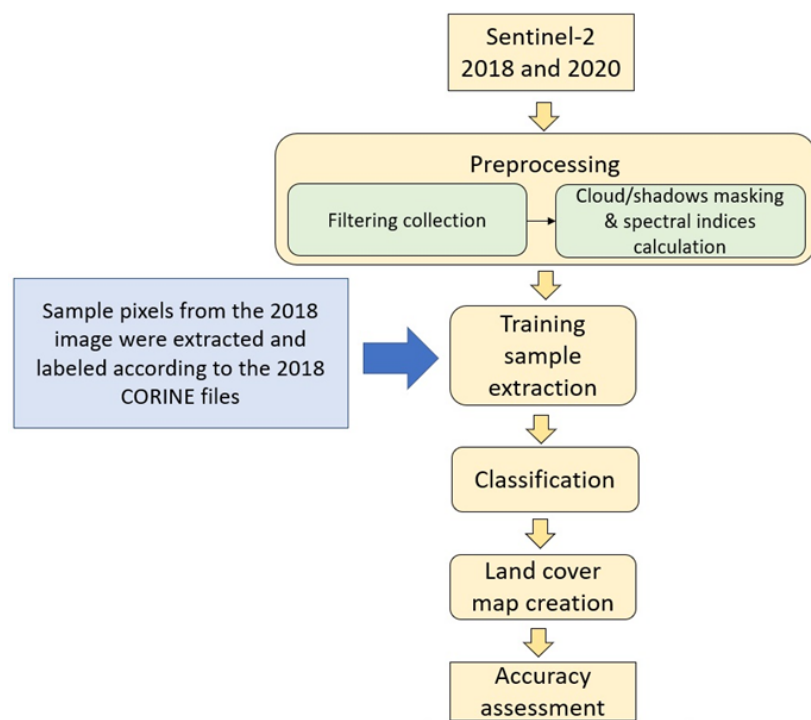 Sentinel-2
2018 and 2020
Preprocessing
Filtering collection
Cloud/shadows masking
& spectral indices
calculation
Sample pixels from the 2018
image were extracted and
labeled according to the 2018
CORINE files
Training
sample
extraction
Classification
Land cover
map creation
Accuracy
assessment